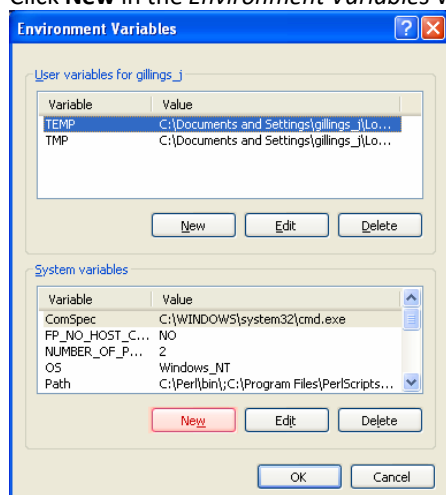 Click New in the Environment Variables
Environment Variables
User variables for gillings_j
Variable Value
TEMP C:\Documents and Settings\gillings_j\Lo...
TMP C:\Documents and Settings\gillings_j\Lo...
New Edit Delete
System variables
Variable Value
ComSpec C:\WINDOWS\system32\cmd.exe
FP_NO_HOST_C... NO
NUMBER_OF_P... 2
OS Windows_NT
Path C:\Perl\bin\;C:\Program Files\PerlScripts...
New Edit Delete
OK Cancel